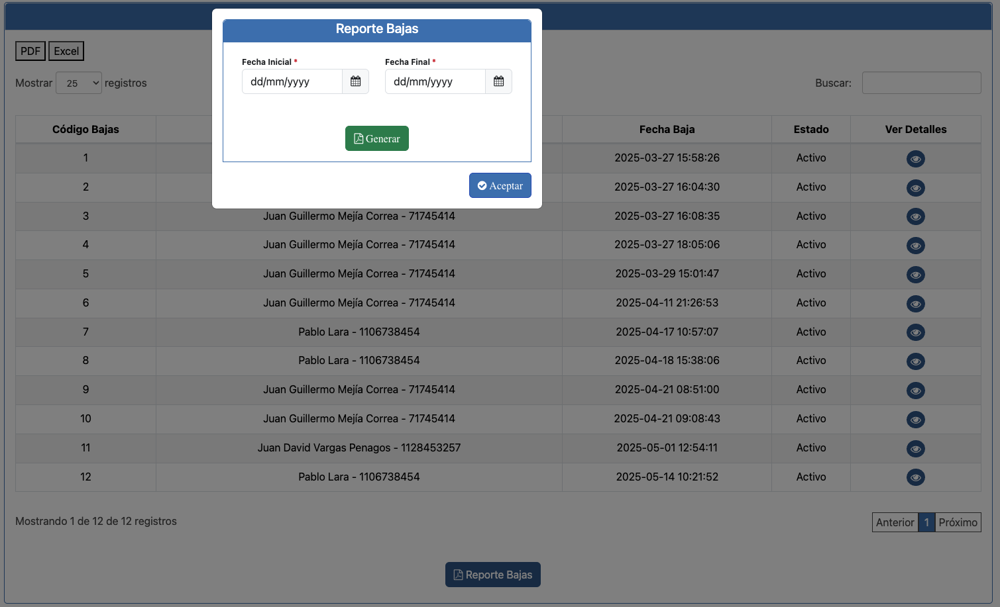 Reporte Bajas
Fecha Inicial * Fecha Final *
dd/mm/yyyy dd/mm/yyyy
Generar
Aceptar
PDF Excel
Mostrar 25 registros Buscar:
Código Bajas Fecha Baja Estado Ver Detalles
1 2025-03-27 15:58:26 Activo
2 2025-03-27 16:04:30 Activo
3 Juan Guillermo Mejía Correa - 71745414 2025-03-27 16:08:35 Activo
4 Juan Guillermo Mejía Correa - 71745414 2025-03-27 18:05:06 Activo
5 Juan Guillermo Mejía Correa - 71745414 2025-03-29 15:01:47 Activo
6 Juan Guillermo Mejía Correa - 71745414 2025-04-11 21:26:53 Activo
7 Pablo Lara - 1106738454 2025-04-17 10:57:07 Activo
8 Pablo Lara - 1106738454 2025-04-18 15:38:06 Activo
9 Juan Guillermo Mejía Correa - 71745414 2025-04-21 08:51:00 Activo
10 Juan Guillermo Mejía Correa - 71745414 2025-04-21 09:08:43 Activo
11 Juan David Vargas Penagos - 1128453257 2025-05-01 12:54:11 Activo
12 Pablo Lara - 1106738454 2025-05-14 10:21:52 Activo
Mostrando 1 de 12 de 12 registros Anterior 1 Próximo
Reporte Bajas